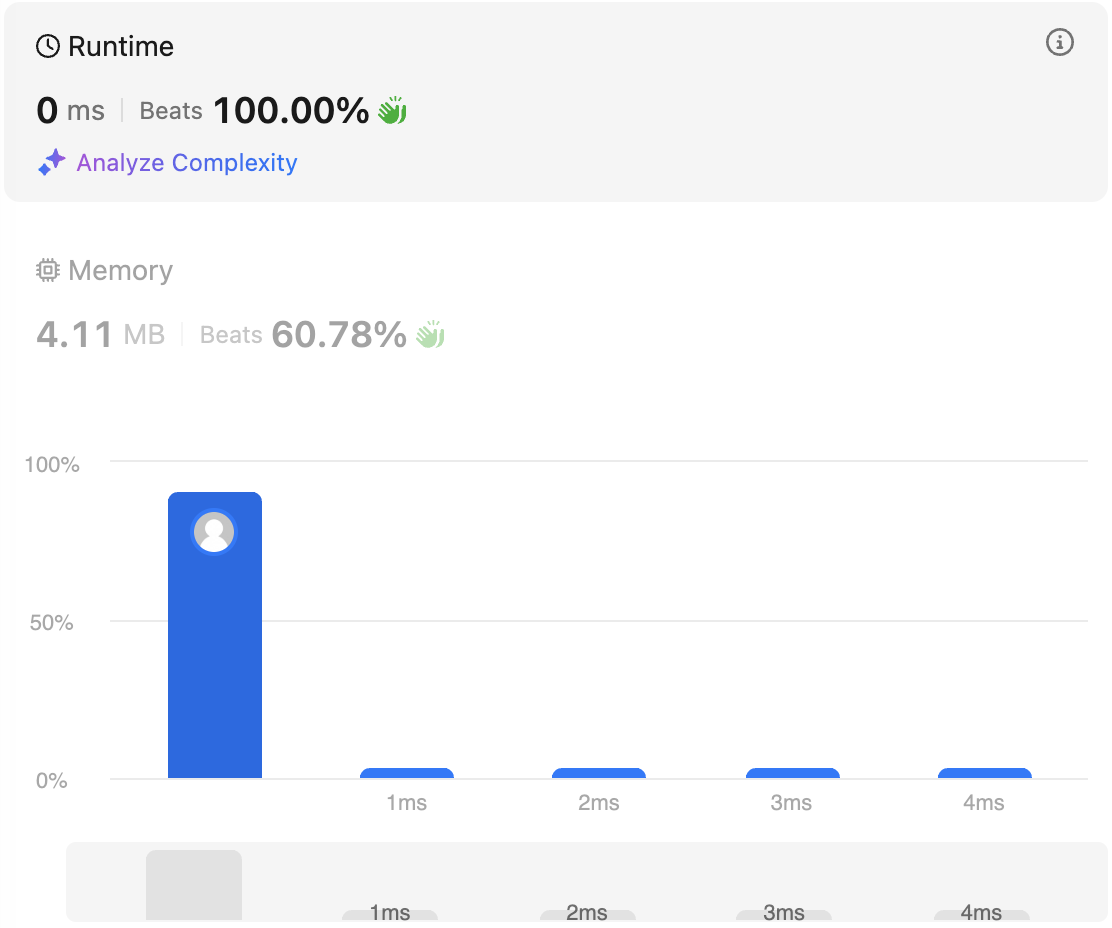 Runtime
0 ms | Beats 100.00%
Analyze Complexity
Memory
4.11 MB | Beats 60.78%
100%
50%
0%
1ms 2ms 3ms 4ms
1ms 2ms 3ms 4ms